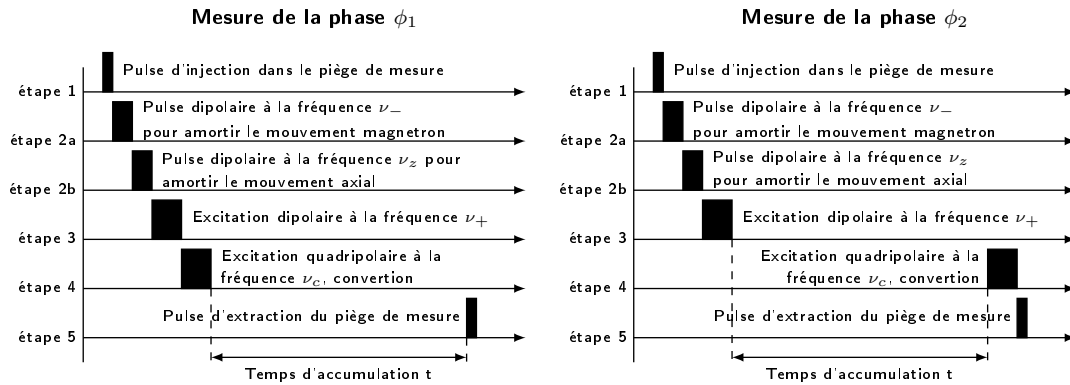 Mesure de la phase ϕ₁
étape 1
Pulse d'injection dans le piège de mesure
étape 2a
Pulse dipolaire à la fréquence ν₋
pour amortir le mouvement magnetron
étape 2b
Pulse dipolaire à la fréquence ν_z pour
amortir le mouvement axial
étape 3
Excitation dipolaire à la fréquence ν₊
étape 4
Excitation quadripolaire à la
fréquence ν_c, convertion
étape 5
Pulse d'extraction du piège de mesure
Temps d'accumulation t
Mesure de la phase ϕ₂
étape 1
Pulse d'injection dans le piège de mesure
étape 2a
Pulse dipolaire à la fréquence ν₋
pour amortir le mouvement magnetron
étape 2b
Pulse dipolaire à la fréquence ν_z
pour amortir le mouvement axial
étape 3
Excitation dipolaire à la fréquence ν₊
étape 4
Excitation quadripolaire à la
fréquence ν_c, convertion
étape 5
Pulse d'extraction du piège de mesure
Temps d'accumulation t